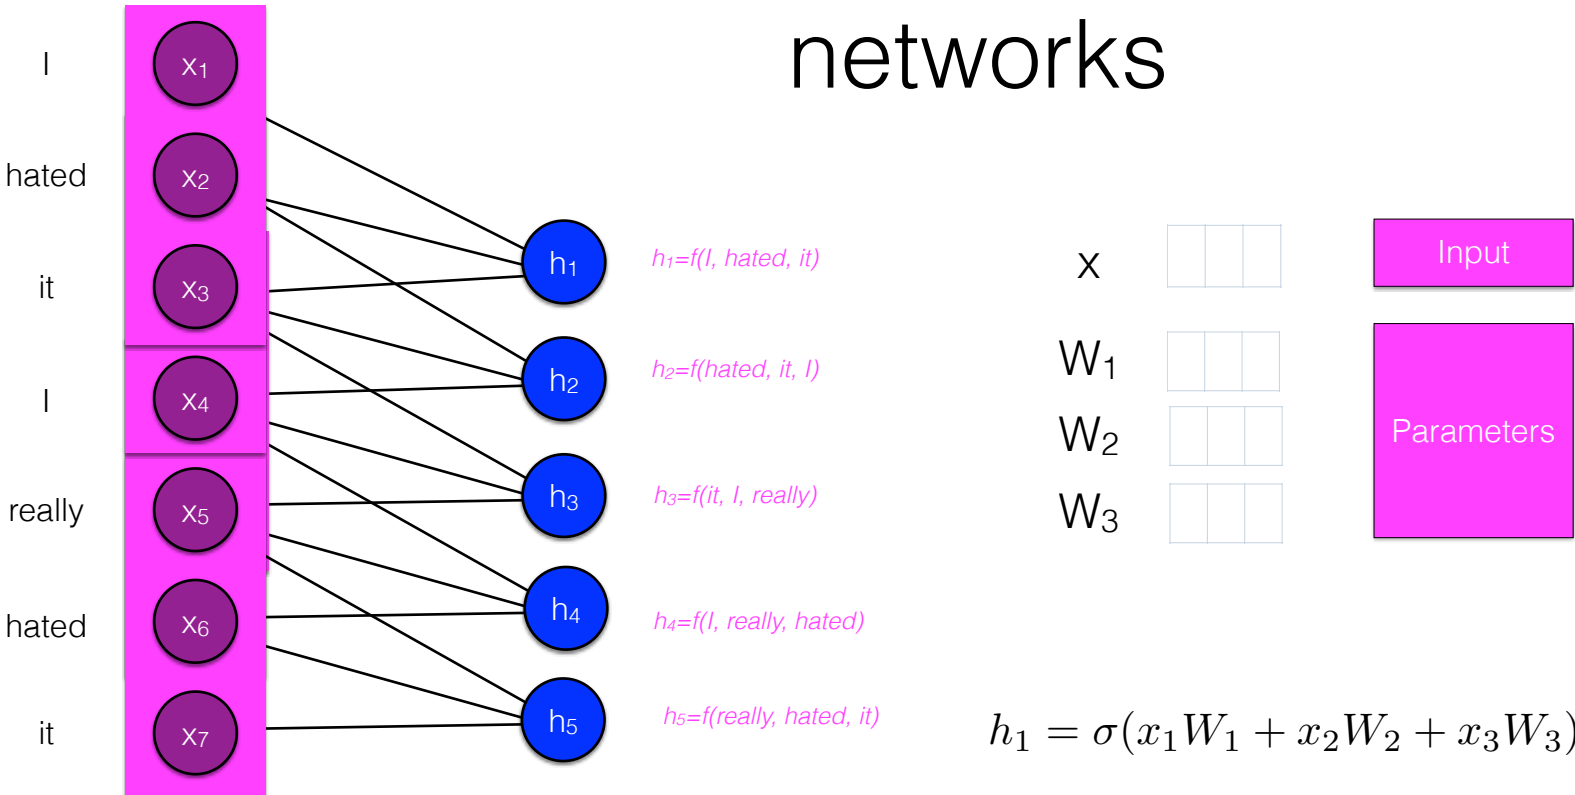 networks
I
x₁
hated
x₂
it
x₃
I
x₄
really
x₅
hated
x₆
it
x₇
h₁
h₂
h₃
h₄
h₅
h₁=f(I, hated, it)
h₂=f(hated, it, I)
h₃=f(it, I, really)
h₄=f(I, really, hated)
h₅=f(really, hated, it)
x
Input
W₁
W₂
W₃
Parameters
h₁ = σ(x₁W₁ + x₂W₂ + x₃W₃)